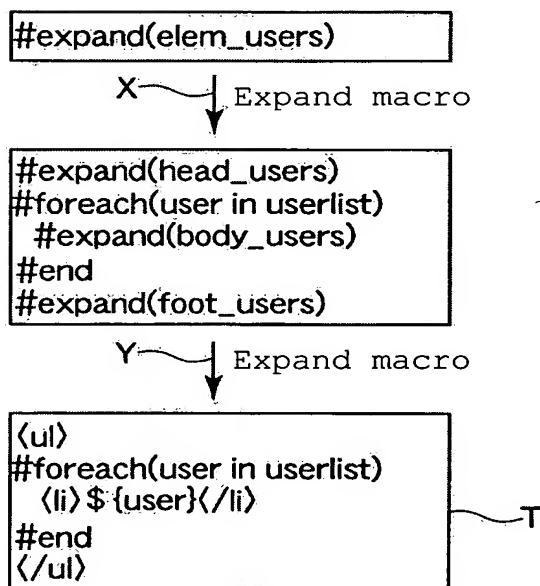 #expand(elem_users)
X Expand macro
#expand(head_users)
#foreach(user in userlist)
#expand(body_users)
#end
#expand(foot_users)
Y Expand macro
〈ul〉
#foreach(user in userlist)
〈li〉${user}〈/li〉
#end
〈/ul〉
T